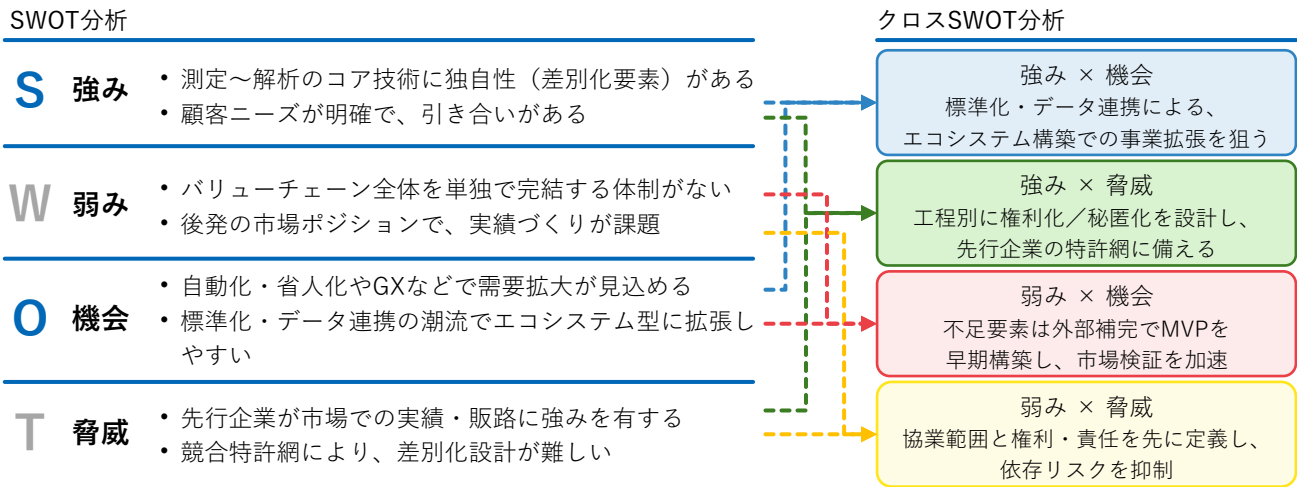 SWOT分析
S 強み
• 測定～解析のコア技術に独自性（差別化要素）がある
• 顧客ニーズが明確で、引き合いがある
W 弱み
• バリューチェーン全体を単独で完結する体制がない
• 後発の市場ポジションで、実績づくりが課題
O 機会
• 自動化・省人化やGXなどで需要拡大が見込める
• 標準化・データ連携の潮流でエコシステム型に拡張し
やすい
T 脅威
• 先行企業が市場での実績・販路に強みを有する
• 競合特許網により、差別化設計が難しい
クロスSWOT分析
強み × 機会
標準化・データ連携による、
エコシステム構築での事業拡張を狙う
強み × 脅威
工程別に権利化／秘匿化を設計し、
先行企業の特許網に備える
弱み × 機会
不足要素は外部補完でMVPを
早期構築し、市場検証を加速
弱み × 脅威
協業範囲と権利・責任を先に定義し、
依存リスクを抑制